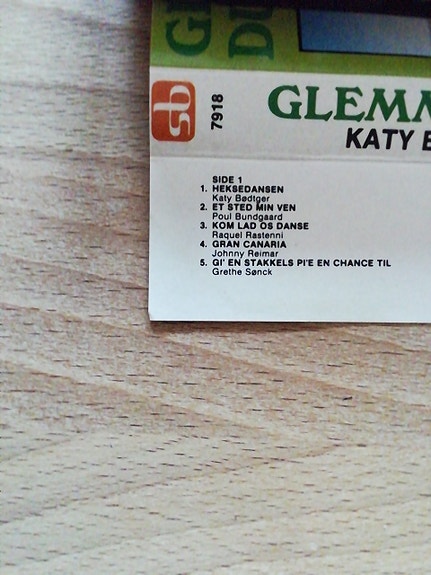 GL
DU
sb
7918
GLEMM
KATY B
SIDE 1
1. HEKSEDANSEN
Katy Bødtger
2. ET STED MIN VEN
Poul Bundgaard
3. KOM LAD OS DANSE
Raquel Rastenni
4. GRAN CANARIA
Johnny Reimar
5. GI' EN STAKKELS PI'E EN CHANCE TIL
Grethe Sønck